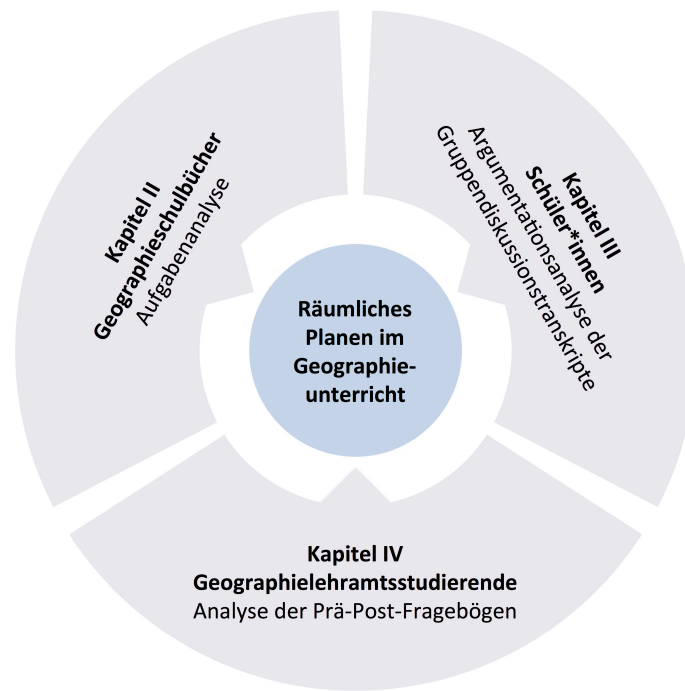 Kapitel II
Geographieschulbücher
Aufgabenanalyse
Kapitel III
Schüler*innen
Argumentationsanalyse der
Gruppendiskussionstranskripte
Räumliches
Planen im
Geographie-
unterricht
Kapitel IV
Geographielehramtsstudierende
Analyse der Prä-Post-Fragebögen